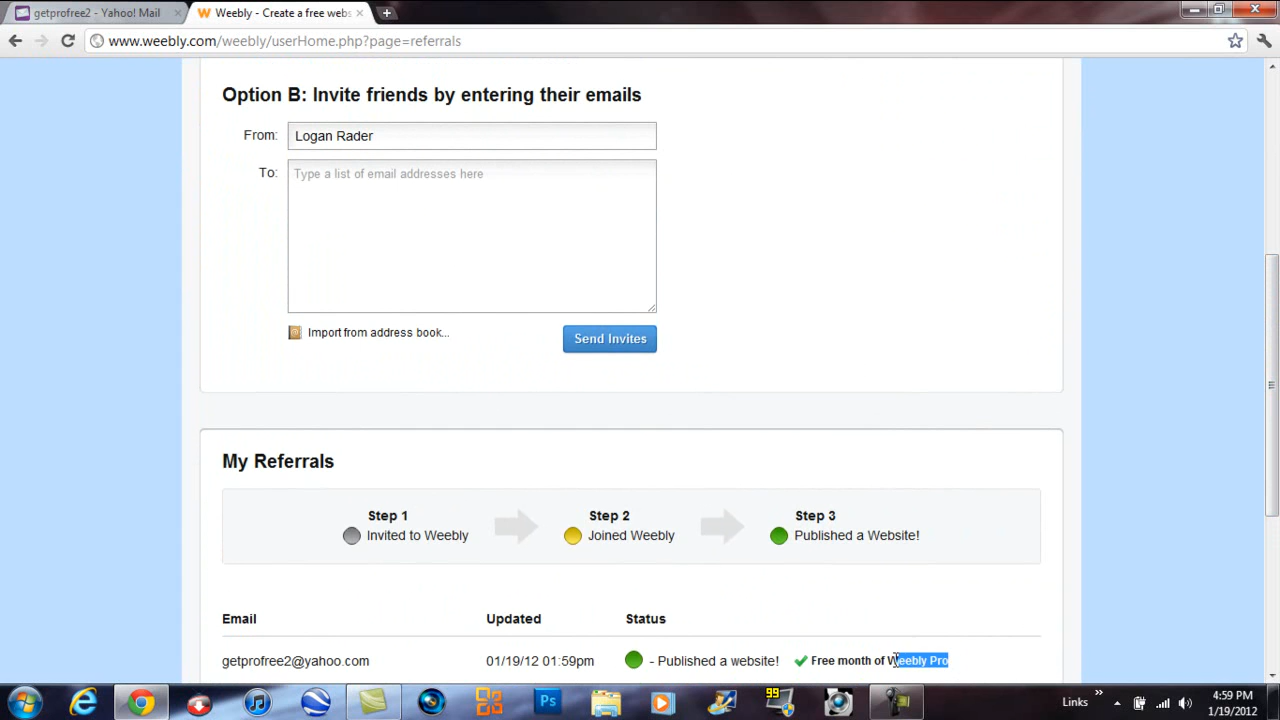 getprofree2 - Yahoo! Mail
Weebly - Create a free webs
www.weebly.com/weebly/userHome.php?page=referrals
Option B: Invite friends by entering their emails
From: Logan Rader
To: Type a list of email addresses here
Import from address book... Send Invites
My Referrals
Step 1 Step 2 Step 3
Invited to Weebly Joined Weebly Published a Website!
Email Updated Status
getprofree2@yahoo.com 01/19/12 01:59pm - Published a website! Free month of Weebly Pro
Links 99 Ps 4:59 PM
1/19/2012